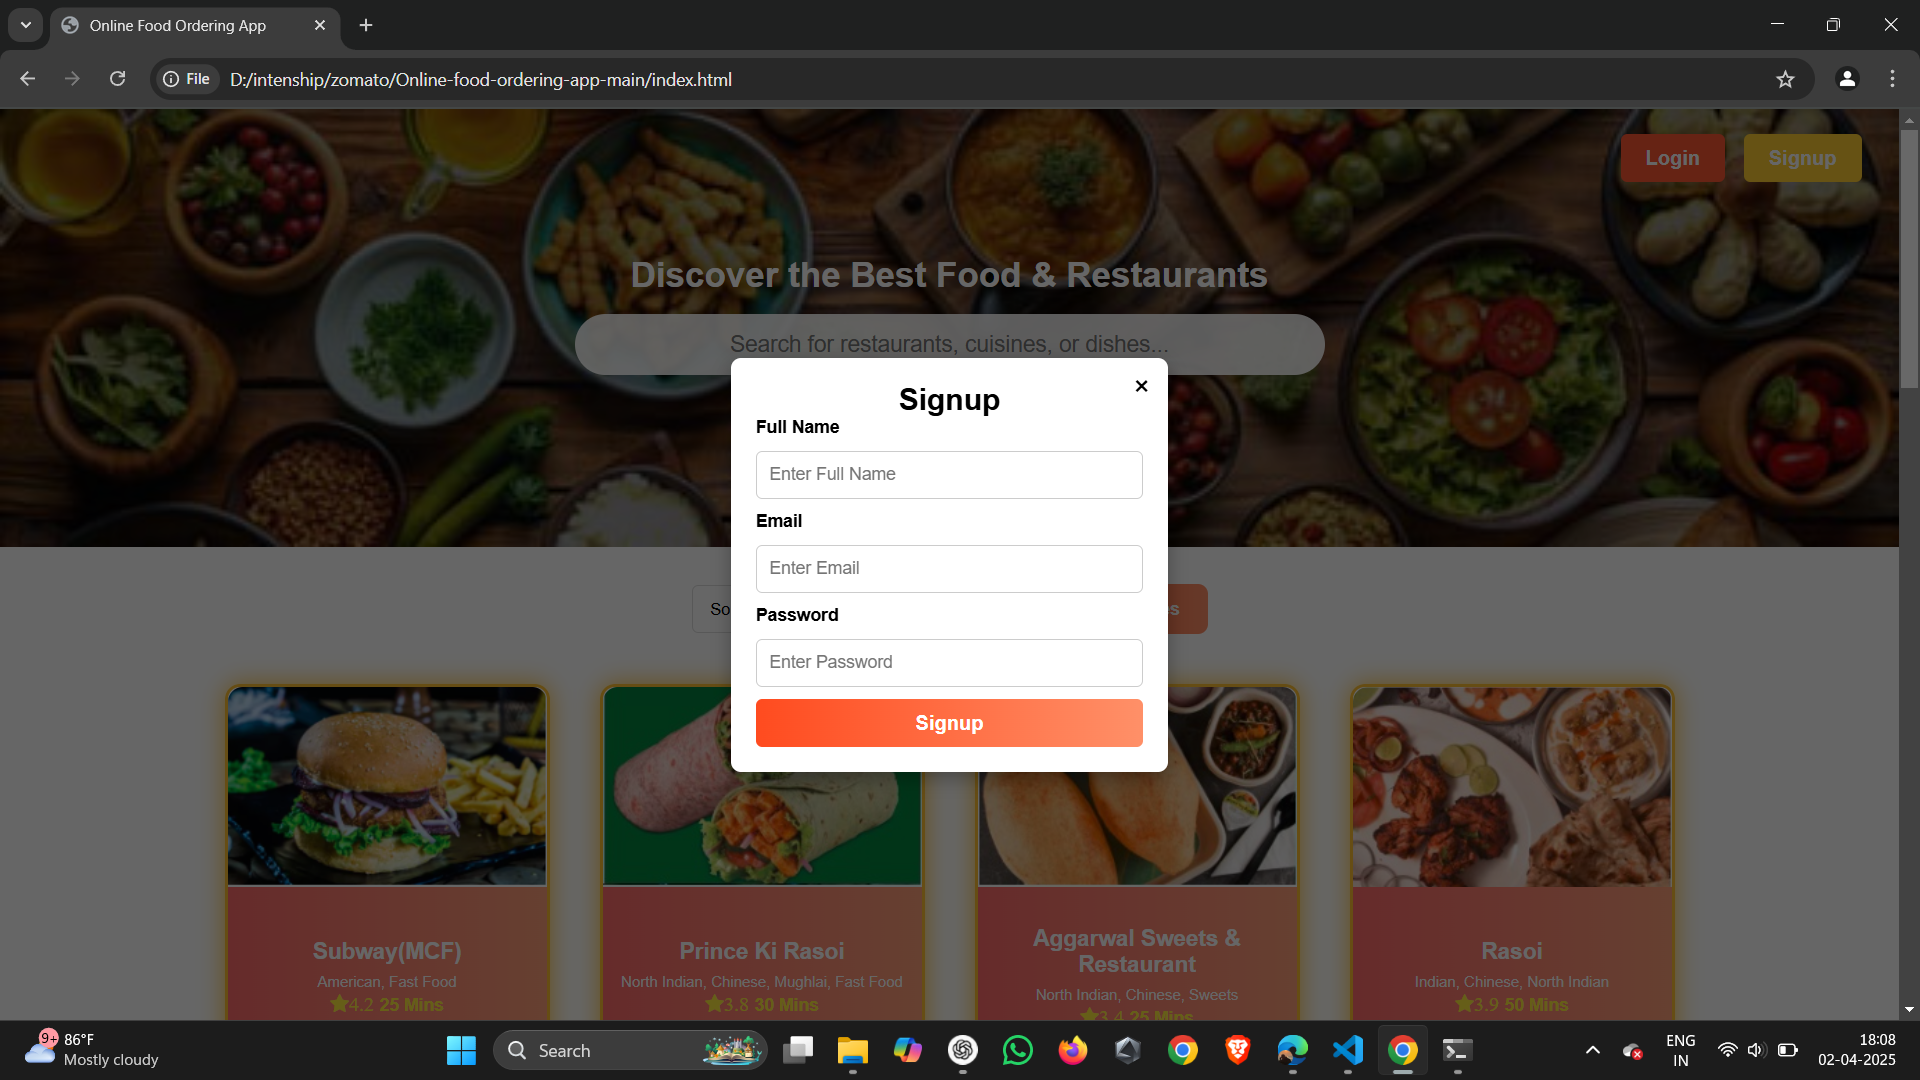 Online Food Ordering App
File
D:/intenship/zomato/Online-food-ordering-app-main/index.html
Login
Signup
Discover the Best Food & Restaurants
Search for restaurants, cuisines, or dishes...
Signup
Full Name
Enter Full Name
Email
Enter Email
So
s
Password
Enter Password
Signup
Subway(MCF)
American, Fast Food
4.2 25 Mins
Prince Ki Rasoi
North Indian, Chinese, Mughlai, Fast Food
3.8 30 Mins
Aggarwal Sweets &
Restaurant
North Indian, Chinese, Sweets
3.4 25 Mins
Rasoi
Indian, Chinese, North Indian
3.9 50 Mins
9+
86°F
Mostly cloudy
Search
ENG
IN
18:08
02-04-2025